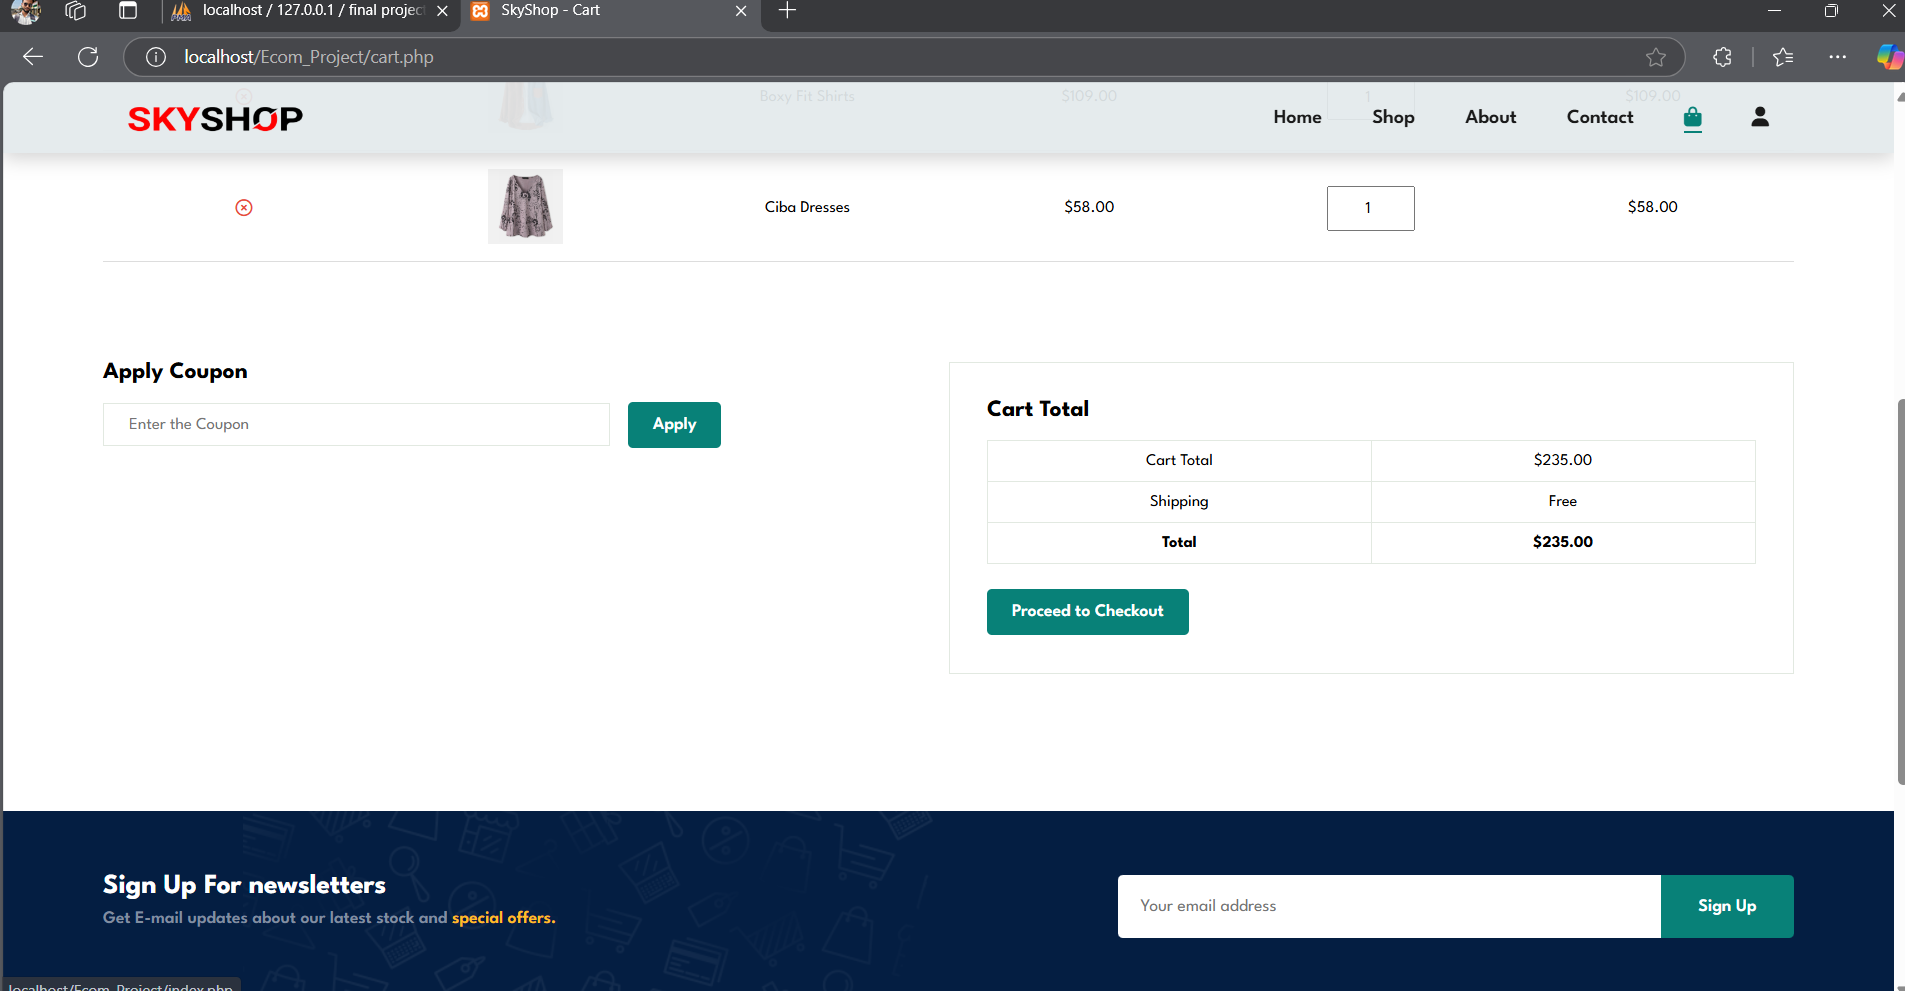 localhost / 127.0.0.1 / final projec
SkyShop - Cart
localhost/Ecom_Project/cart.php
Boxy Fit Shirts $109.00 1 $109.00
SKYSHOP Home Shop About Contact
Ciba Dresses $58.00 1 $58.00
Apply Coupon
Enter the Coupon Apply
Cart Total
Cart Total $235.00
Shipping Free
Total $235.00
Proceed to Checkout
Sign Up For newsletters
Get E-mail updates about our latest stock and special offers.
Your email address Sign Up
localhost/Ecom_Project/index.php